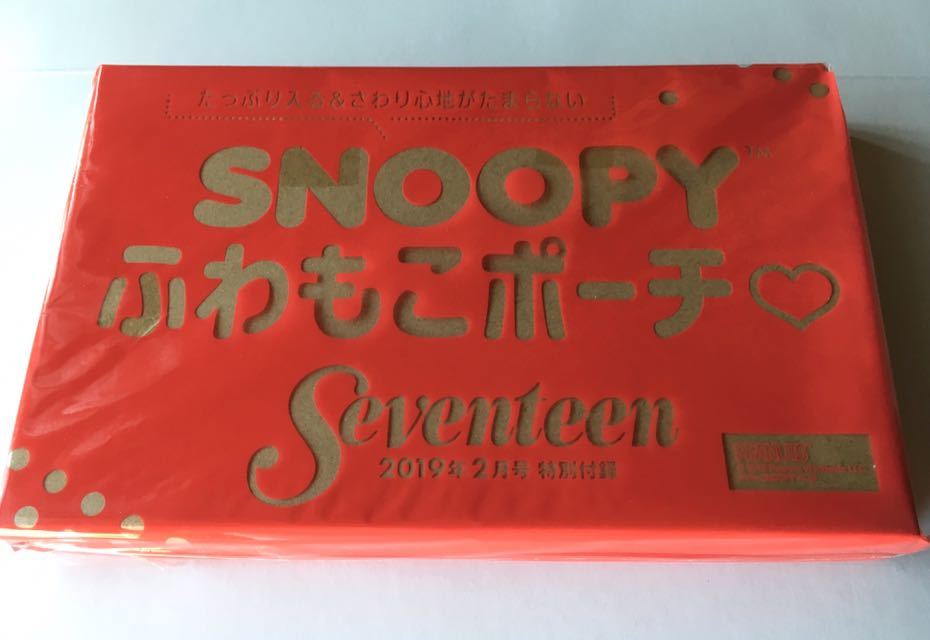 たっぷり入る&さわり心地がたまらない
SNOOPY™
ふわもこポーチ♡
Seventeen
2019年2月号 特別付録
PEANUTS